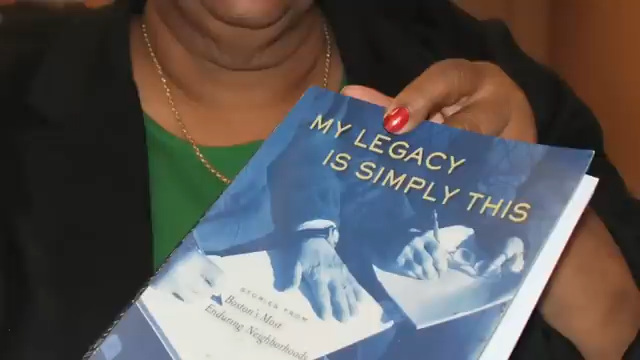 MY LEGACY
IS SIMPLY THIS
STORIES FROM
Boston's Most
Enduring Neighborhoods